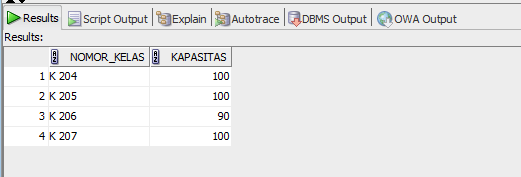 Results Script Output Explain Autotrace DBMS Output OWA Output
Results:
NOMOR_KELAS KAPASITAS
1 K 204 100
2 K 205 100
3 K 206 90
4 K 207 100